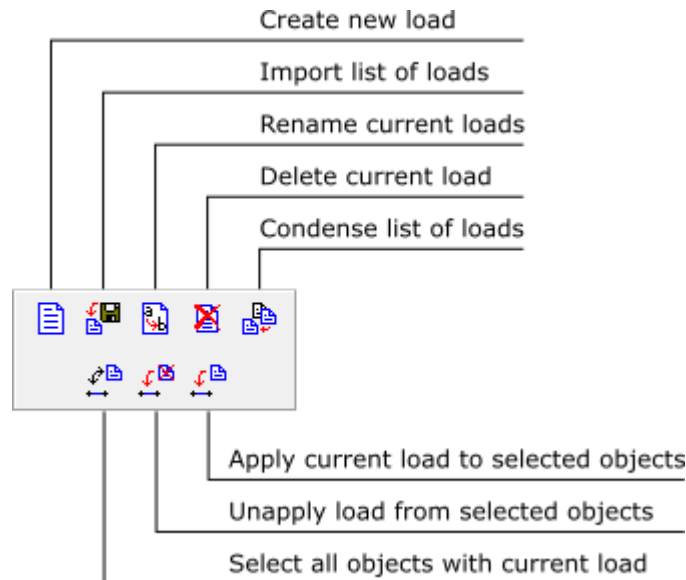 Create new load
Import list of loads
Rename current loads
Delete current load
Condense list of loads
a
b
Apply current load to selected objects
Unapply load from selected objects
Select all objects with current load